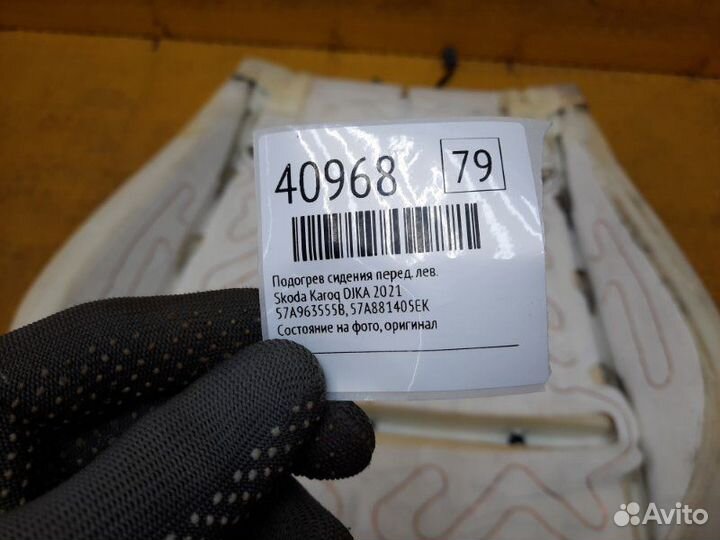 40968 79
Подогрев сидения перед. лев.
Skoda Karoq DJKA 2021
57A963555B, 57A881405EK
Состояние на фото, оригинал
Avito